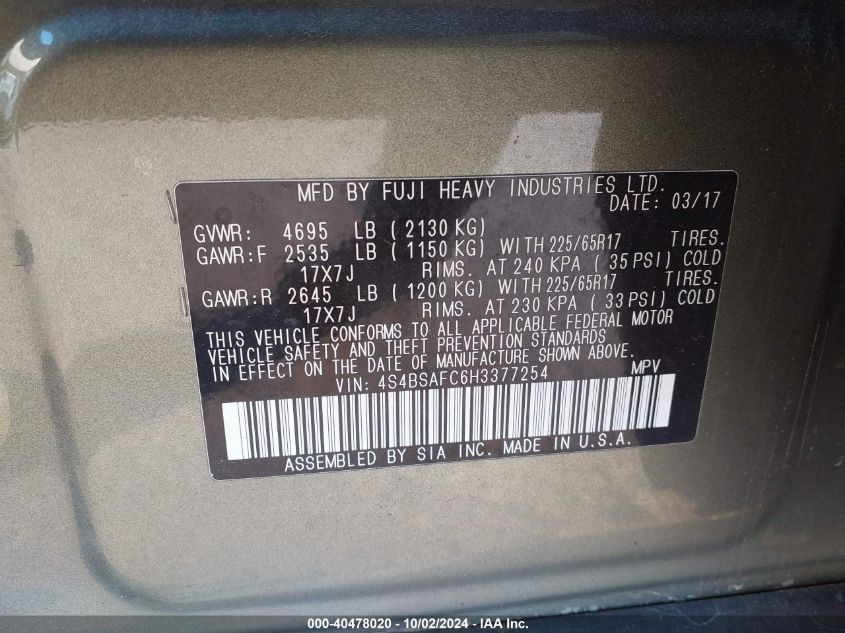 MFD BY FUJI HEAVY INDUSTRIES LTD.
DATE: 03/17
GVWR: 4695 LB ( 2130 KG)
GAWR:F 2535 LB ( 1150 KG) WITH 225/65R17 TIRES.
17X7J RIMS. AT 240 KPA ( 35 PSI) COLD
GAWR:R 2645 LB ( 1200 KG) WITH 225/65R17 TIRES.
17X7J RIMS. AT 230 KPA ( 33 PSI) COLD
THIS VEHICLE CONFORMS TO ALL APPLICABLE FEDERAL MOTOR
VEHICLE SAFETY AND THEFT PREVENTION STANDARDS
IN EFFECT ON THE DATE OF MANUFACTURE SHOWN ABOVE.
VIN: 4S4BSAFC6H3377254 MPV
ASSEMBLED BY SIA INC. MADE IN U.S.A.
000-40478020 - 10/02/2024 - IAA Inc.